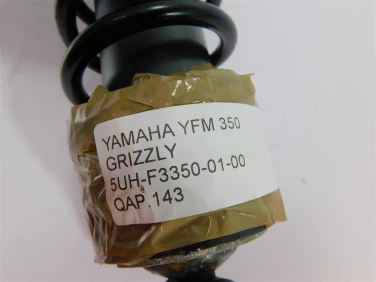 YAMAHA YFM 350
GRIZZLY
5UH-F3350-01-00
QAP.143